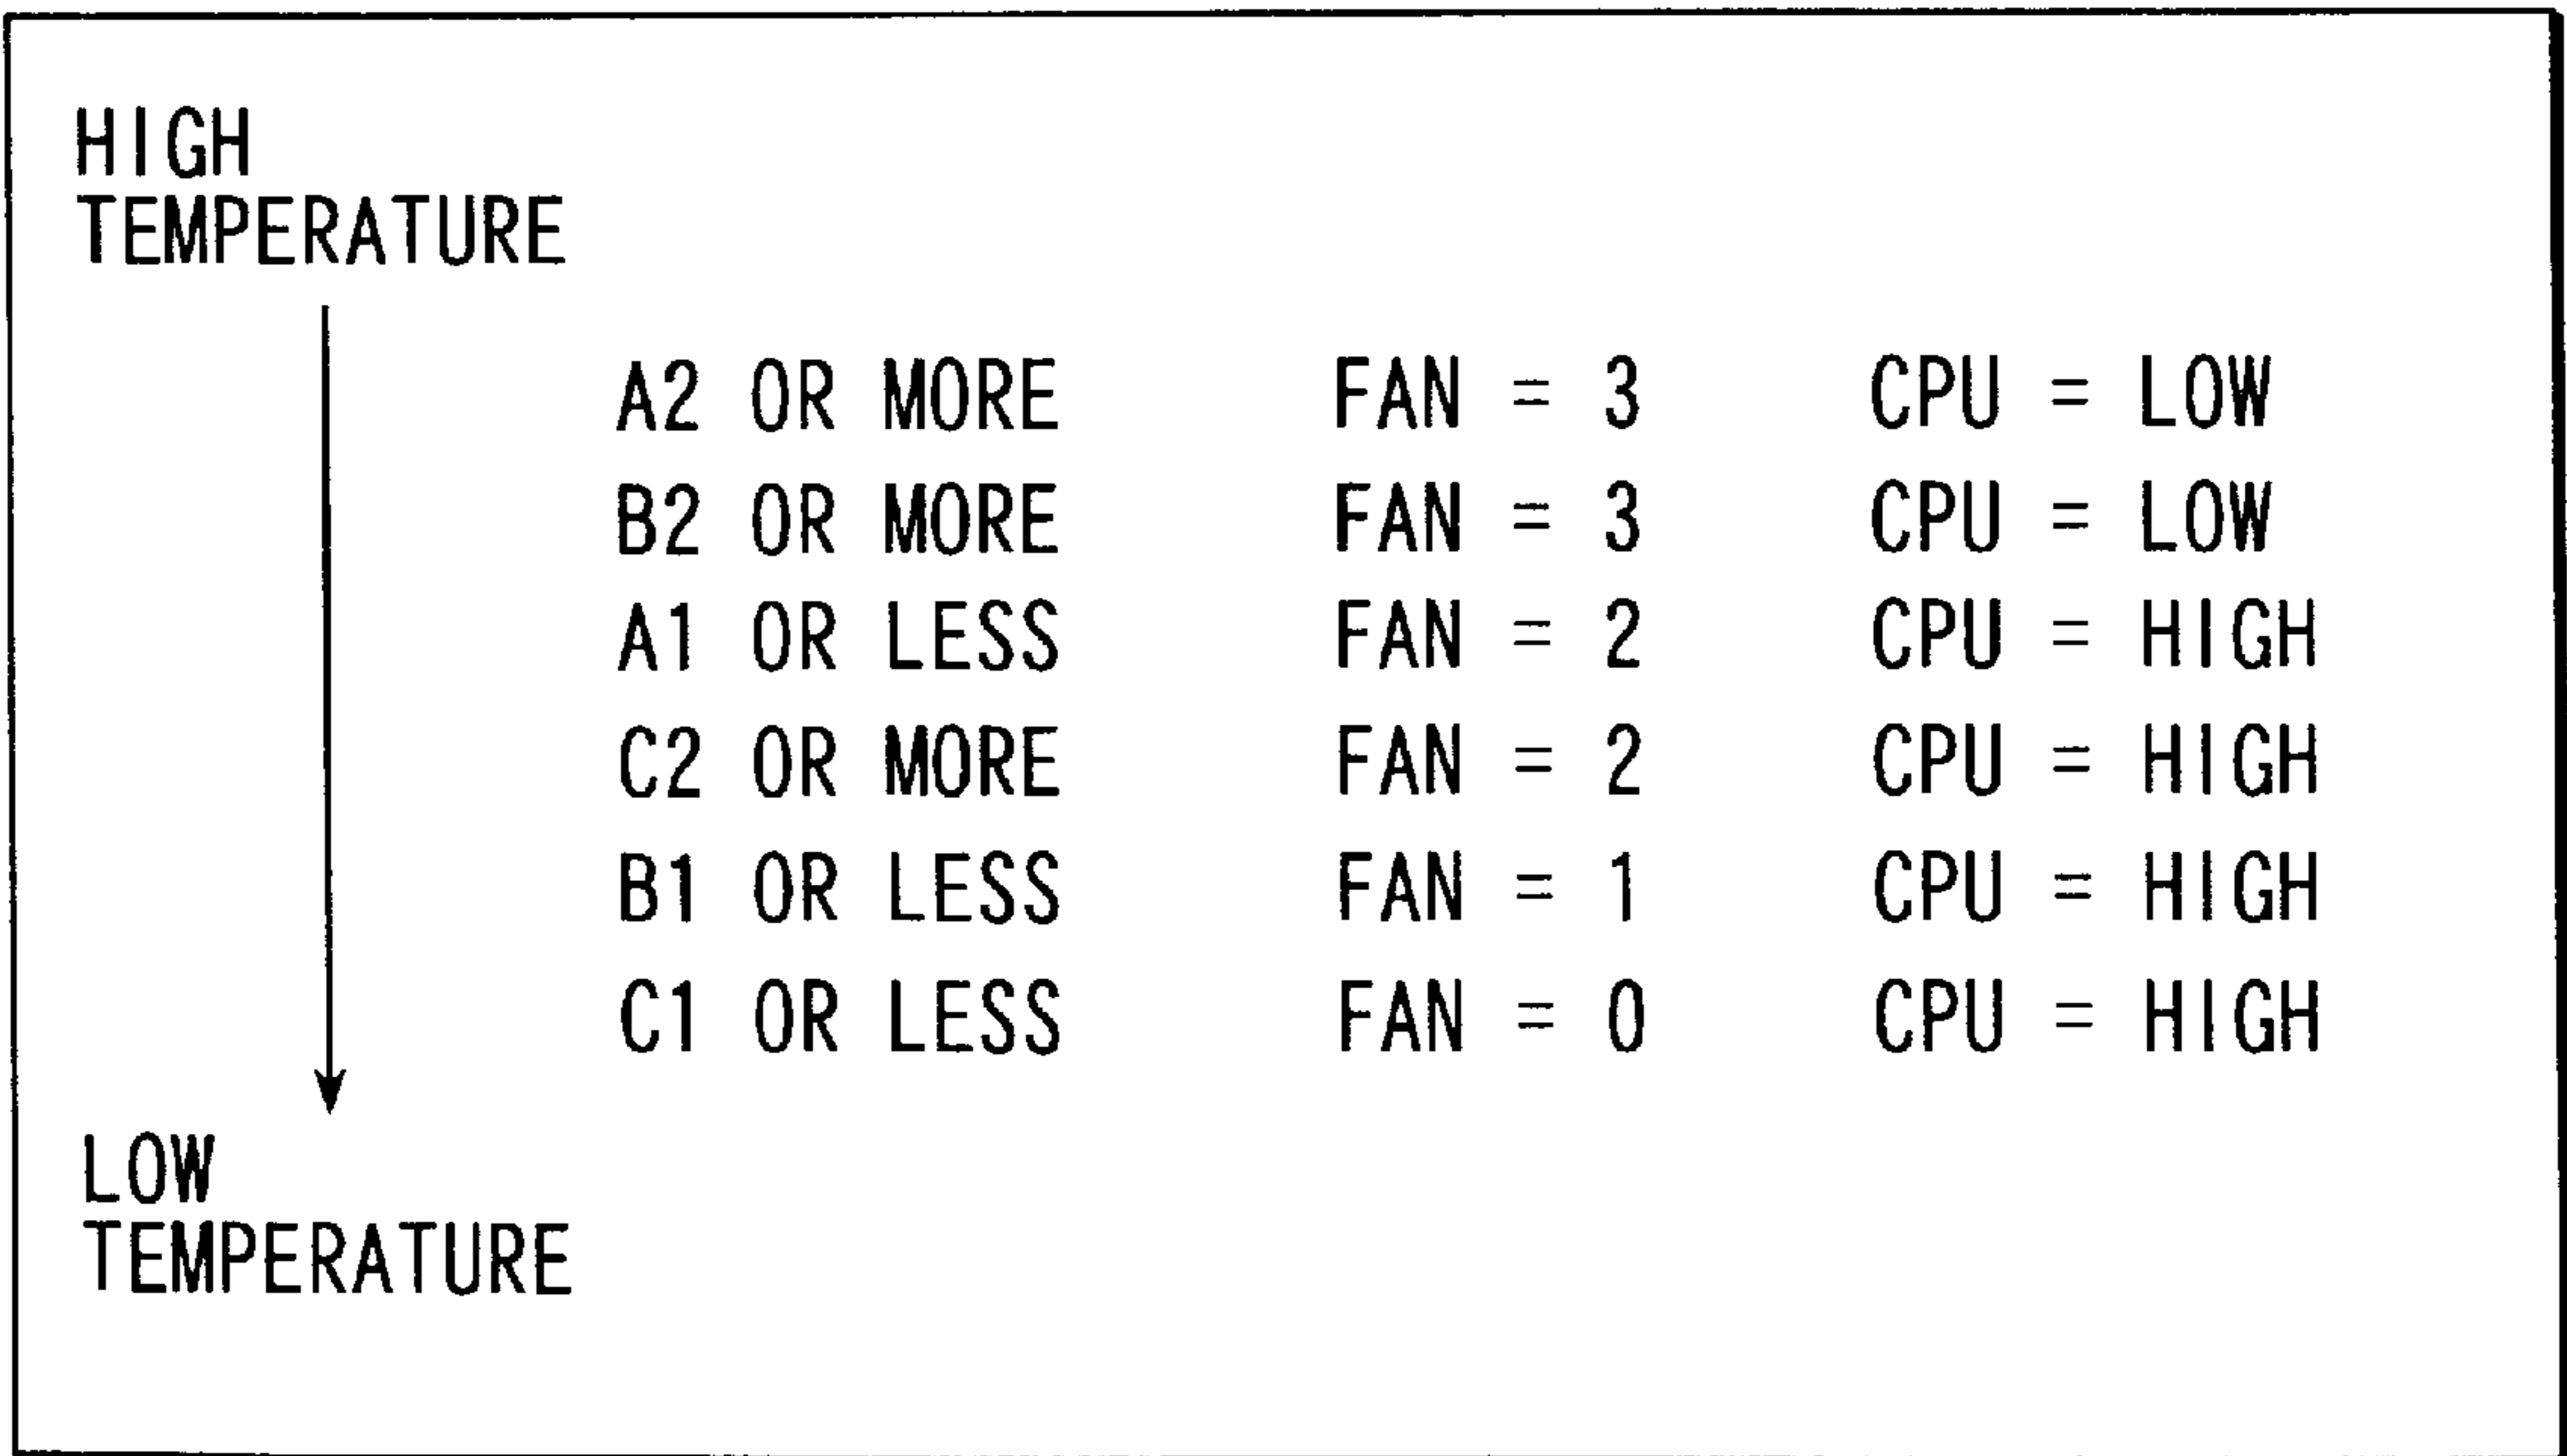 HIGH
TEMPERATURE
A2 OR MORE FAN = 3 CPU = LOW
B2 OR MORE FAN = 3 CPU = LOW
A1 OR LESS FAN = 2 CPU = HIGH
C2 OR MORE FAN = 2 CPU = HIGH
B1 OR LESS FAN = 1 CPU = HIGH
C1 OR LESS FAN = 0 CPU = HIGH
LOW
TEMPERATURE